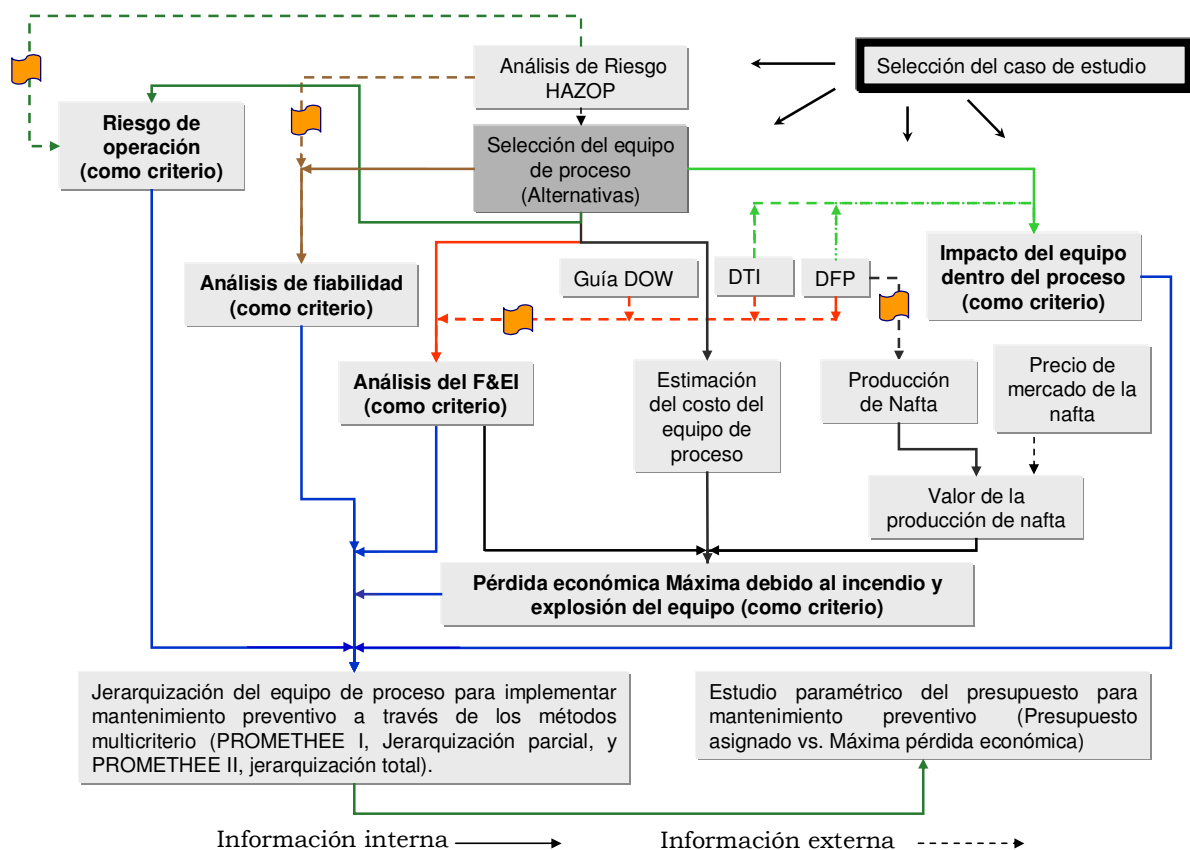 Análisis de Riesgo
HAZOP
Selección del caso de estudio
Riesgo de
operación
(como criterio)
Selección del equipo
de proceso
(Alternativas)
Análisis de fiabilidad
(como criterio)
Guía DOW
DTI
DFP
Impacto del equipo
dentro del proceso
(como criterio)
Análisis del F&EI
(como criterio)
Estimación
del costo del
equipo de
proceso
Producción
de Nafta
Precio de
mercado de la
nafta
Valor de la
producción de nafta
Pérdida económica Máxima debido al incendio y
explosión del equipo (como criterio)
Jerarquización del equipo de proceso para implementar
mantenimiento preventivo a través de los métodos
multicriterio (PROMETHEE I, Jerarquización parcial, y
PROMETHEE II, jerarquización total).
Estudio paramétrico del presupuesto para
mantenimiento preventivo (Presupuesto
asignado vs. Máxima pérdida económica)
Información interna
Información externa